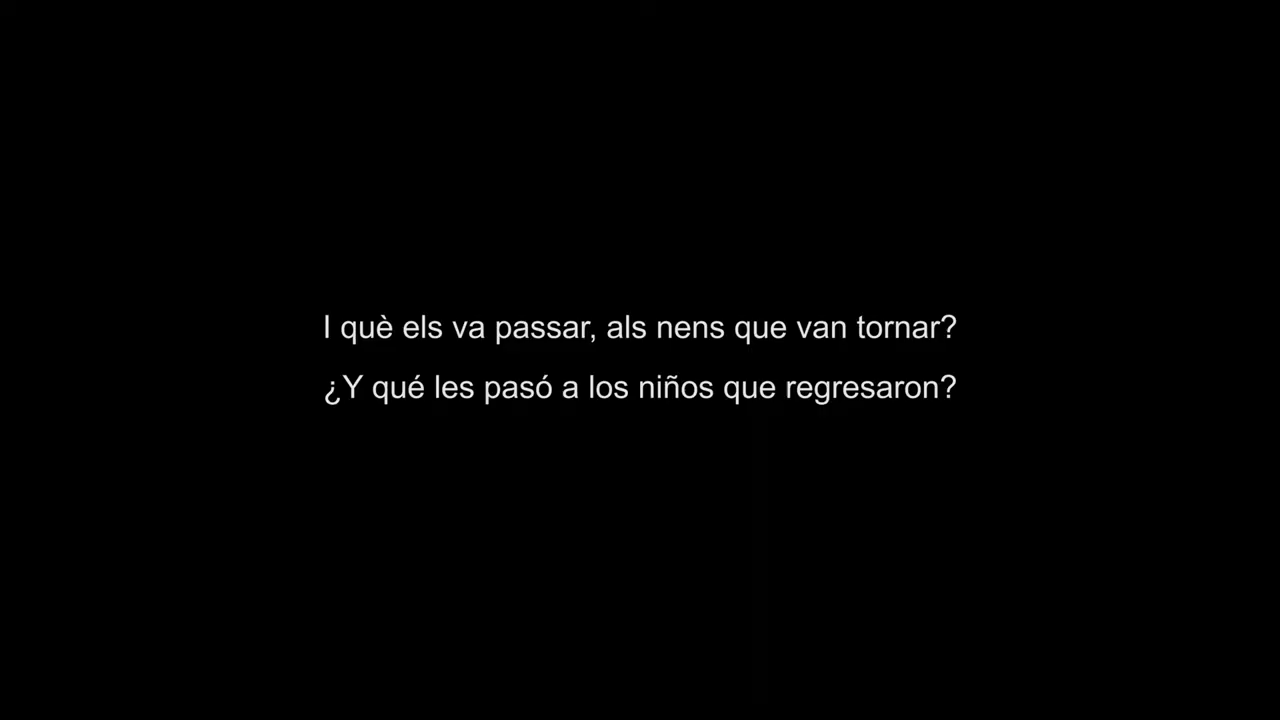 I què els va passar, als nens que van tornar?
¿Y qué les pasó a los niños que regresaron?